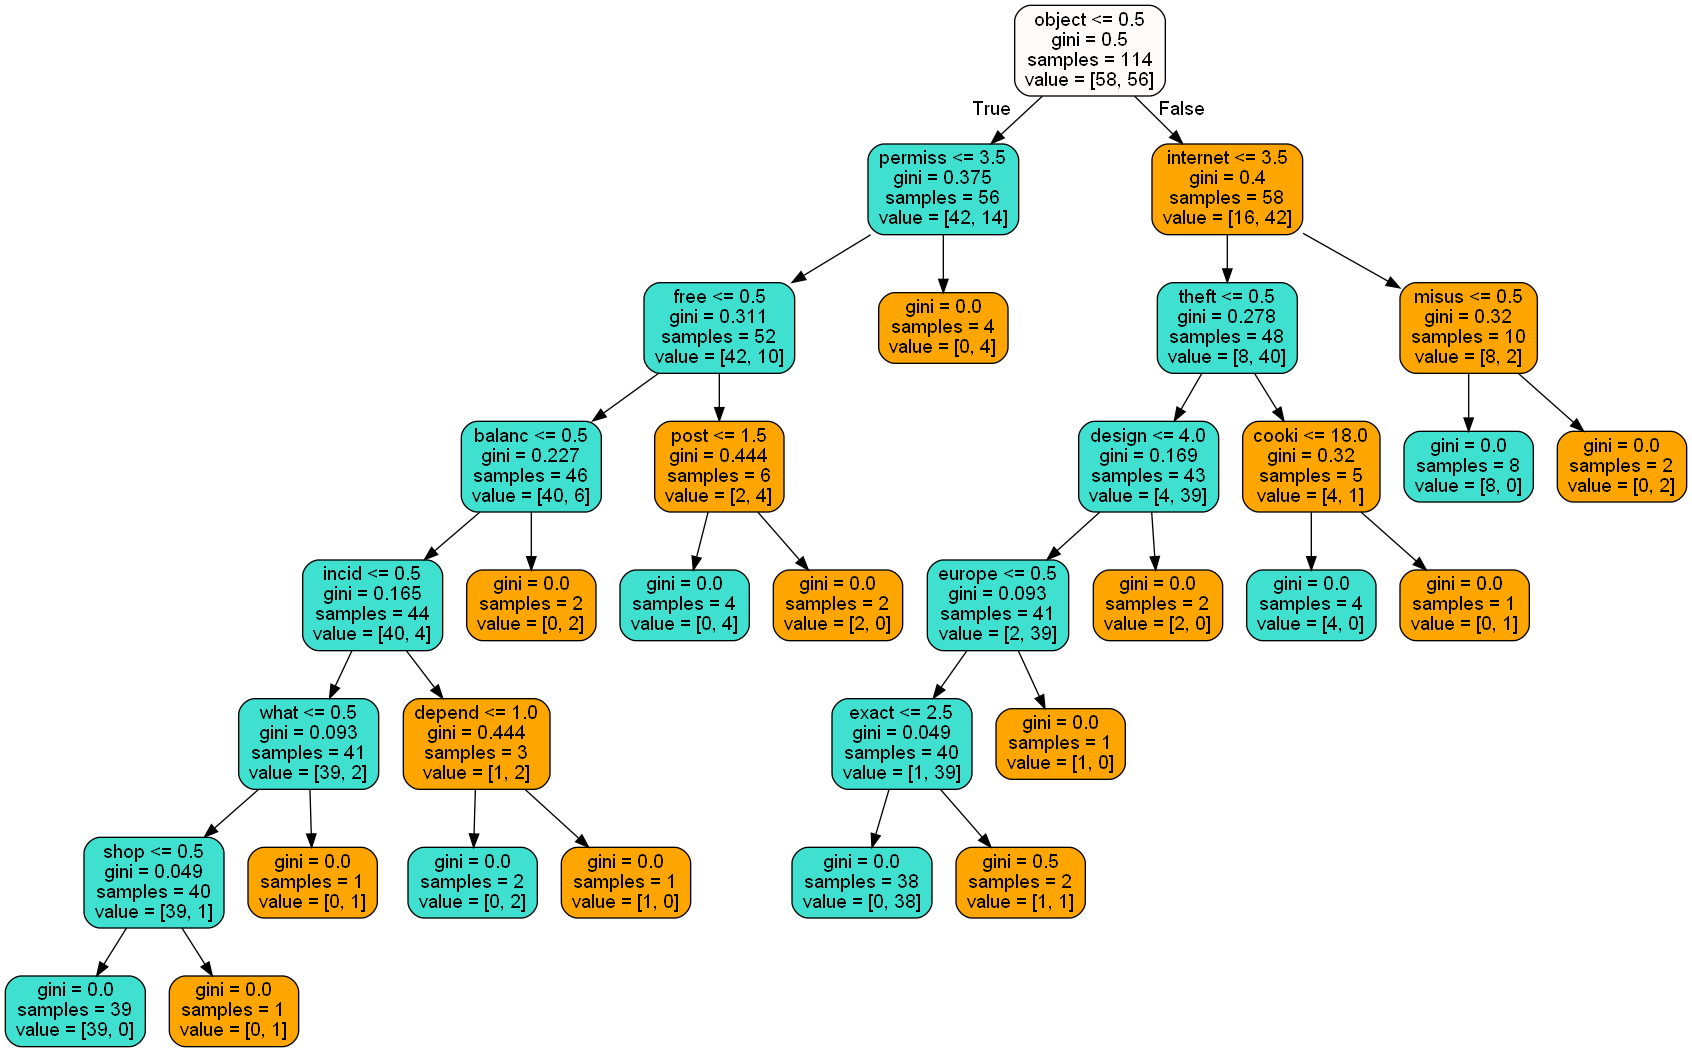 object <= 0.5
gini = 0.5
samples = 114
value = [58, 56]
True
False
permiss <= 3.5
gini = 0.375
samples = 56
value = [42, 14]
internet <= 3.5
gini = 0.4
samples = 58
value = [16, 42]
free <= 0.5
gini = 0.311
samples = 52
value = [42, 10]
gini = 0.0
samples = 4
value = [0, 4]
theft <= 0.5
gini = 0.278
samples = 48
value = [8, 40]
misus <= 0.5
gini = 0.32
samples = 10
value = [8, 2]
balanc <= 0.5
gini = 0.227
samples = 46
value = [40, 6]
post <= 1.5
gini = 0.444
samples = 6
value = [2, 4]
design <= 4.0
gini = 0.169
samples = 43
value = [4, 39]
cooki <= 18.0
gini = 0.32
samples = 5
value = [4, 1]
gini = 0.0
samples = 8
value = [8, 0]
gini = 0.0
samples = 2
value = [0, 2]
incid <= 0.5
gini = 0.165
samples = 44
value = [40, 4]
gini = 0.0
samples = 2
value = [0, 2]
gini = 0.0
samples = 4
value = [0, 4]
gini = 0.0
samples = 2
value = [2, 0]
europe <= 0.5
gini = 0.093
samples = 41
value = [2, 39]
gini = 0.0
samples = 2
value = [2, 0]
gini = 0.0
samples = 4
value = [4, 0]
gini = 0.0
samples = 1
value = [0, 1]
what <= 0.5
gini = 0.093
samples = 41
value = [39, 2]
depend <= 1.0
gini = 0.444
samples = 3
value = [1, 2]
exact <= 2.5
gini = 0.049
samples = 40
value = [1, 39]
gini = 0.0
samples = 1
value = [1, 0]
shop <= 0.5
gini = 0.049
samples = 40
value = [39, 1]
gini = 0.0
samples = 1
value = [0, 1]
gini = 0.0
samples = 2
value = [0, 2]
gini = 0.0
samples = 1
value = [1, 0]
gini = 0.0
samples = 38
value = [0, 38]
gini = 0.5
samples = 2
value = [1, 1]
gini = 0.0
samples = 39
value = [39, 0]
gini = 0.0
samples = 1
value = [0, 1]